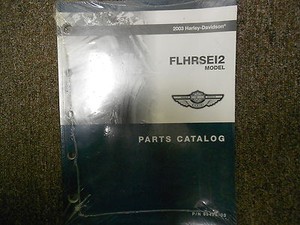 2003 Harley-Davidson®
FLHRSEI2
MODEL
PARTS CATALOG
P/N